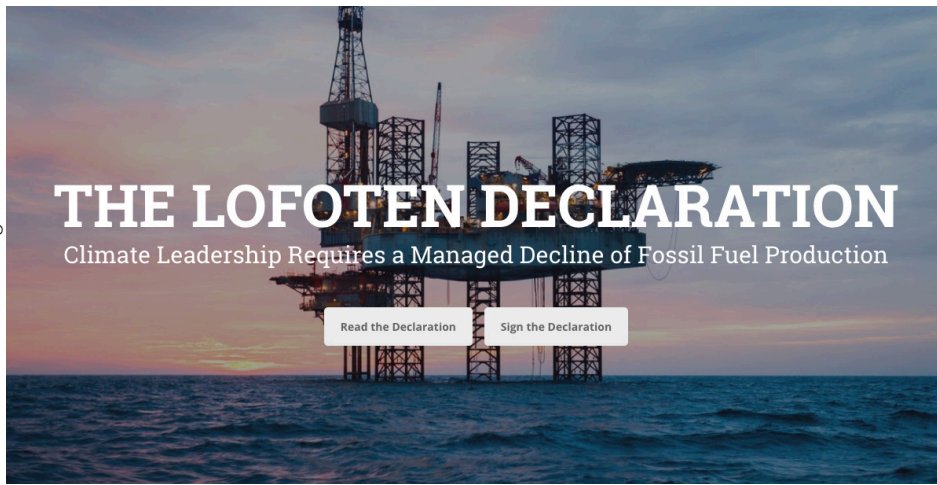 THE LOFOTEN DECLARATION
Climate Leadership Requires a Managed Decline of Fossil Fuel Production
Read the Declaration
Sign the Declaration